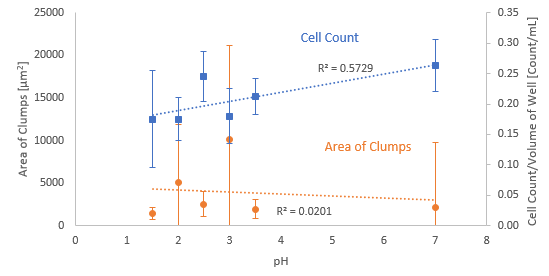 25000
20000
15000
10000
5000
0
Area of Clumps [µm²]
0.35
0.30
0.25
0.20
0.15
0.10
0.05
0.00
Cell Count/Volume of Well [Count/mL]
Cell Count
R² = 0.5729
Area of Clumps
R² = 0.0201
0 1 2 3 4 5 6 7 8
pH